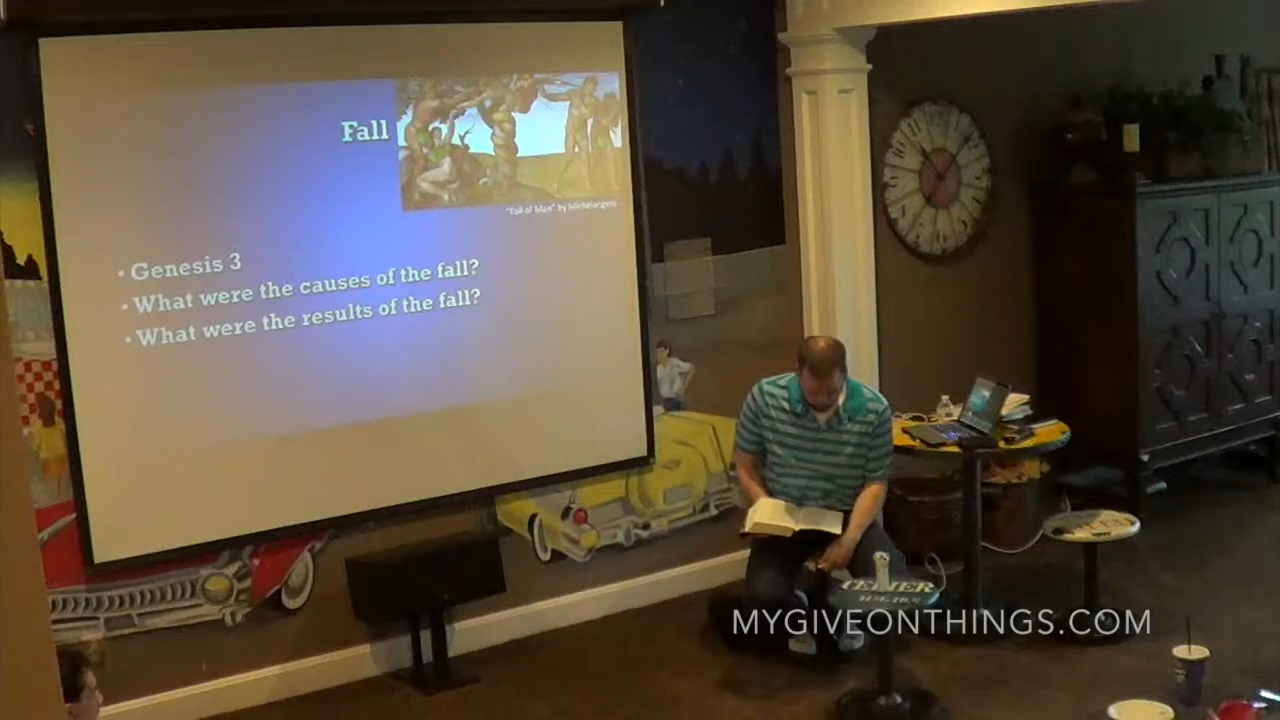 Fall
"Fall of Man" by Michelangelo
• Genesis 3
• What were the causes of the fall?
• What were the results of the fall?
MYGIVEONTHINGS.COM